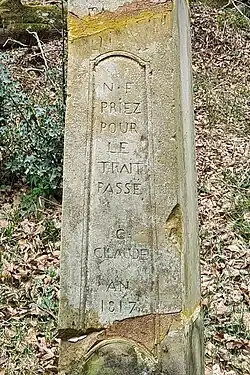 N · F
PRIEZ
POUR
LE
TRAIT
PASSE
C
CLAUDE
AN
1817